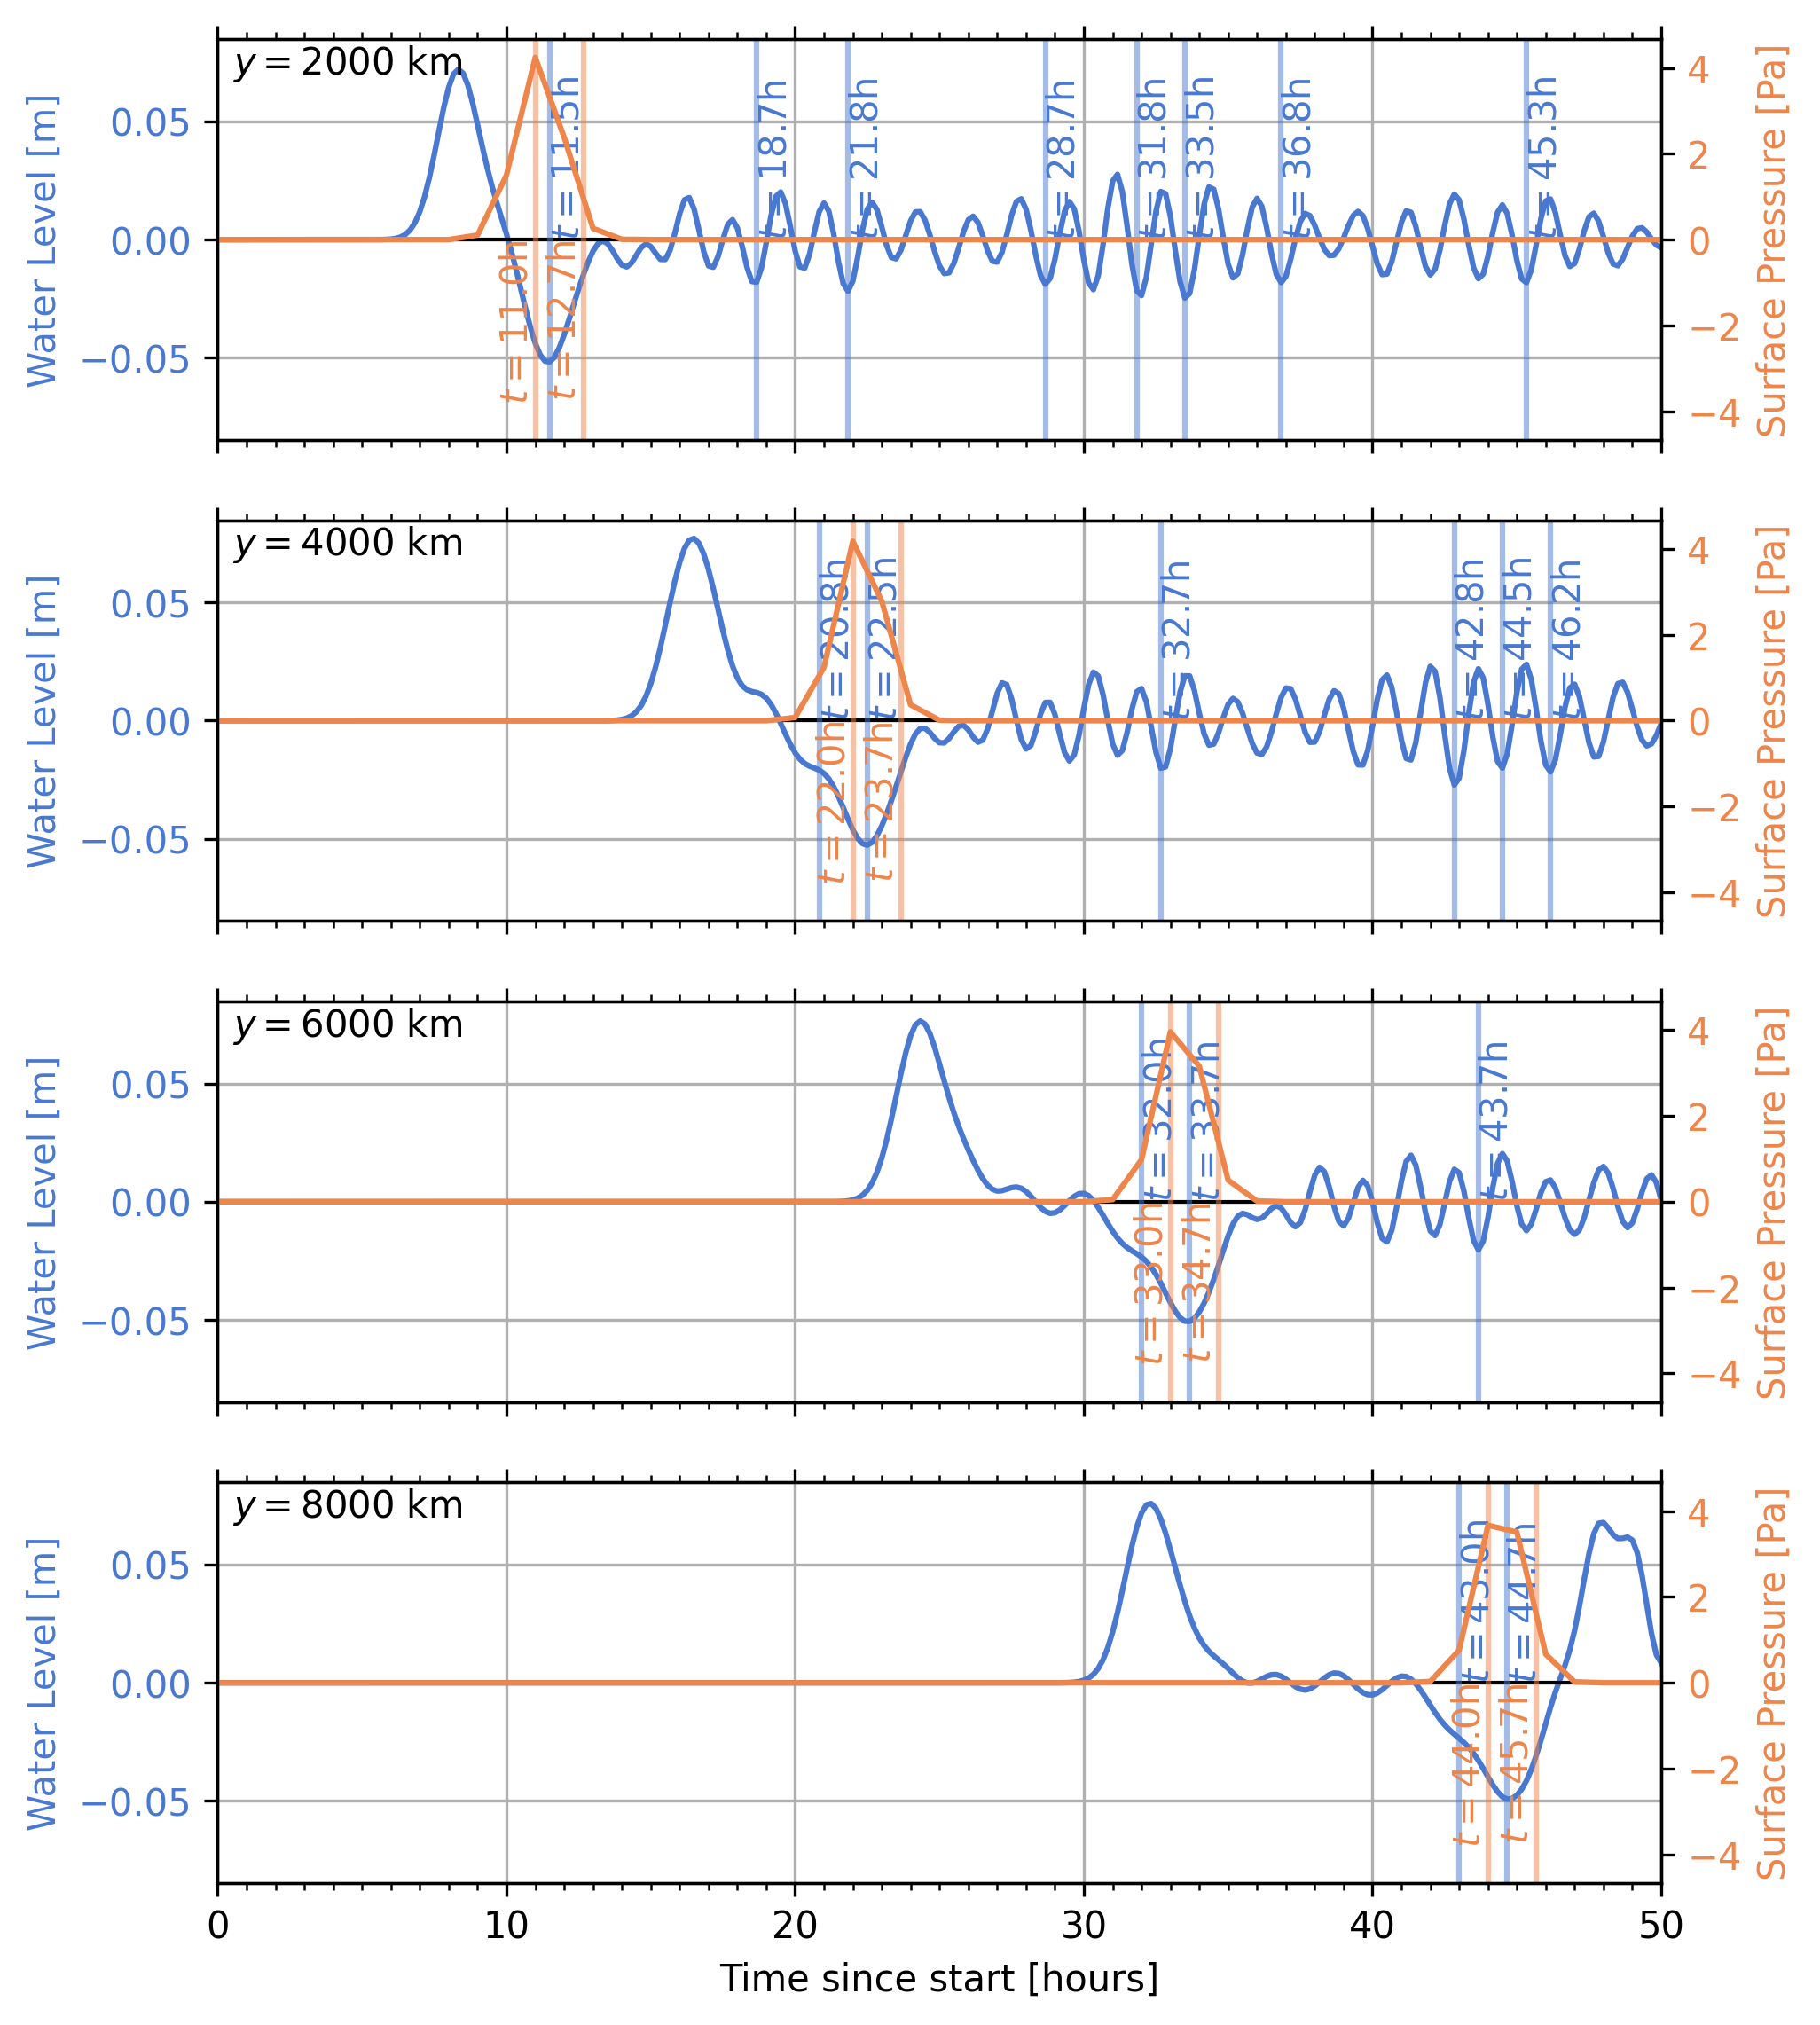 y = 2000 km
Water Level [m]
0.05
0.00
−0.05
t = 11.0h
t = 12.7h
t = 11.5h
t = 18.7h
t = 21.8h
t = 28.7h
t = 31.8h
t = 33.5h
t = 36.8h
t = 45.3h
4
2
0
−2
−4
Surface Pressure [Pa]
y = 4000 km
Water Level [m]
0.05
0.00
−0.05
t = 20.8h
t = 22.5h
t = 22.0h
t = 23.7h
t = 32.7h
t = 42.8h
t = 44.5h
t = 46.2h
4
2
0
−2
−4
Surface Pressure [Pa]
y = 6000 km
Water Level [m]
0.05
0.00
−0.05
t = 32.0h
t = 33.7h
t = 33.0h
t = 34.7h
t = 43.7h
4
2
0
−2
−4
Surface Pressure [Pa]
y = 8000 km
Water Level [m]
0.05
0.00
−0.05
t = 43.0h
t = 44.7h
t = 44.0h
t = 45.7h
4
2
0
−2
−4
Surface Pressure [Pa]
0 10 20 30 40 50
Time since start [hours]